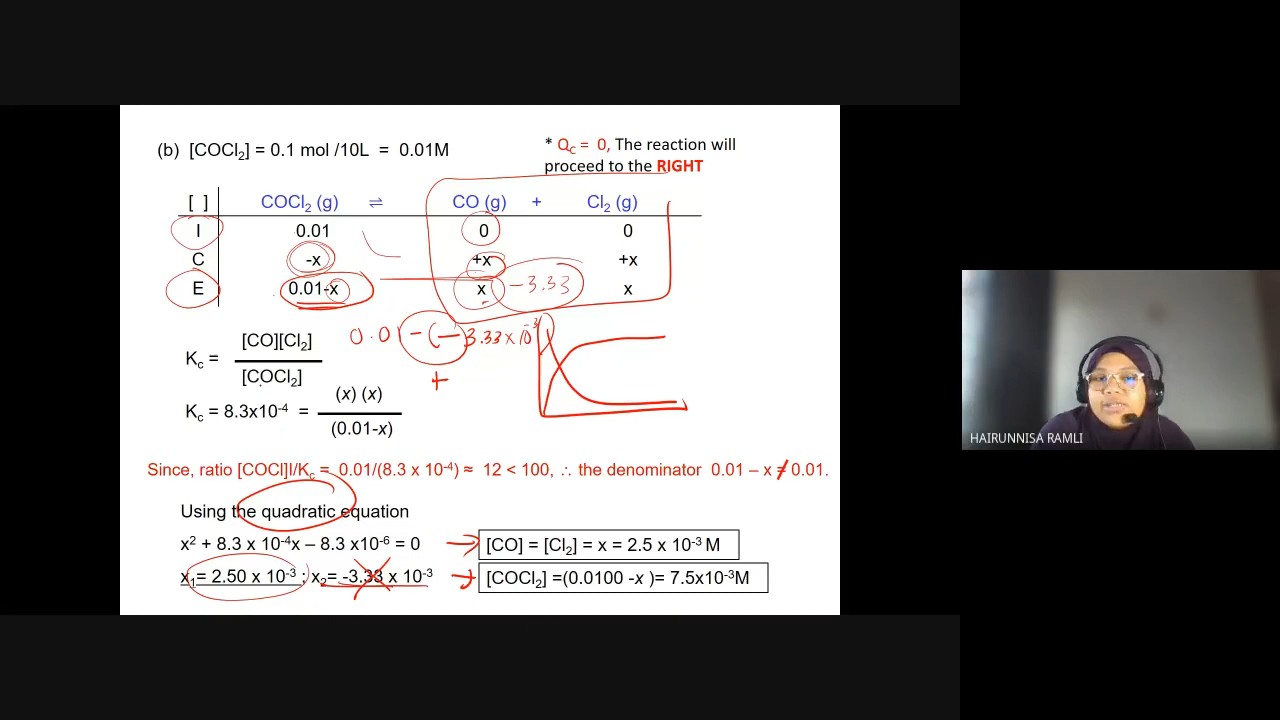 (b) [COCl₂] = 0.1 mol /10L = 0.01M
* Qc = 0, The reaction will
proceed to the RIGHT
[ ] COCl₂ (g) ⇌ CO (g) + Cl₂ (g)
I 0.01 0 0
C -x +x +x
E 0.01-x x -3.33 x
0.01 - (-3.33 x 10⁻³
+
Kc = [CO][Cl₂]
[COCl₂]
Kc = 8.3x10⁻⁴ = (x) (x)
(0.01-x)
Since, ratio [COCl]I/Kc = 0.01/(8.3 x 10⁻⁴) ≈ 12 < 100, ∴ the denominator 0.01 – x ≠ 0.01.
Using the quadratic equation
x² + 8.3 x 10⁻⁴x – 8.3 x10⁻⁶ = 0
[CO] = [Cl₂] = x = 2.5 x 10⁻³ M
x₁= 2.50 x 10⁻³ ; x₂= -3.33 x 10⁻³
[COCl₂] =(0.0100 -x )= 7.5x10⁻³M
HAIRUNNISA RAMLI